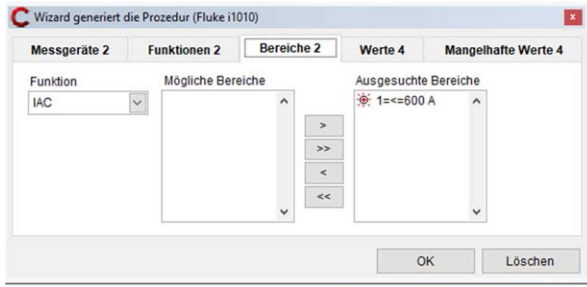 Wizard generiert die Prozedur (Fluke i1010)
Messgeräte 2 Funktionen 2 Bereiche 2 Werte 4 Mangelhafte Werte 4
Funktion Mögliche Bereiche Ausgesuchte Bereiche
IAC 1=<=600 A
>
>>
<
<<
OK Löschen